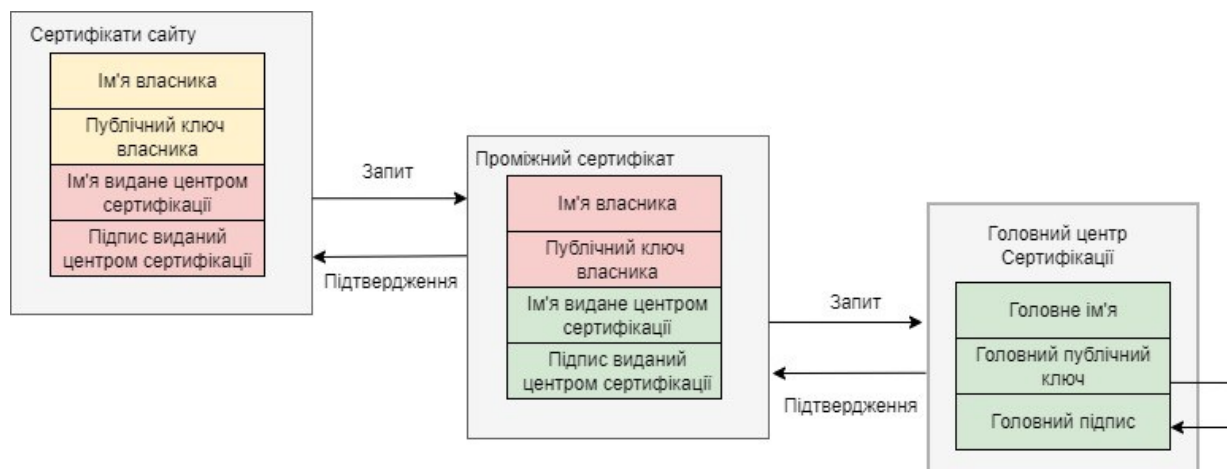 Сертифікати сайту
Ім'я власника
Публічний ключ
власника
Ім'я видане центром
сертифікації
Підпис виданий
центром сертифікації
Запит
Підтвердження
Проміжний сертифікат
Ім'я власника
Публічний ключ
власника
Ім'я видане центром
сертифікації
Підпис виданий
центром сертифікації
Запит
Підтвердження
Головний центр
Сертифікації
Головне ім'я
Головний публічний
ключ
Головний підпис